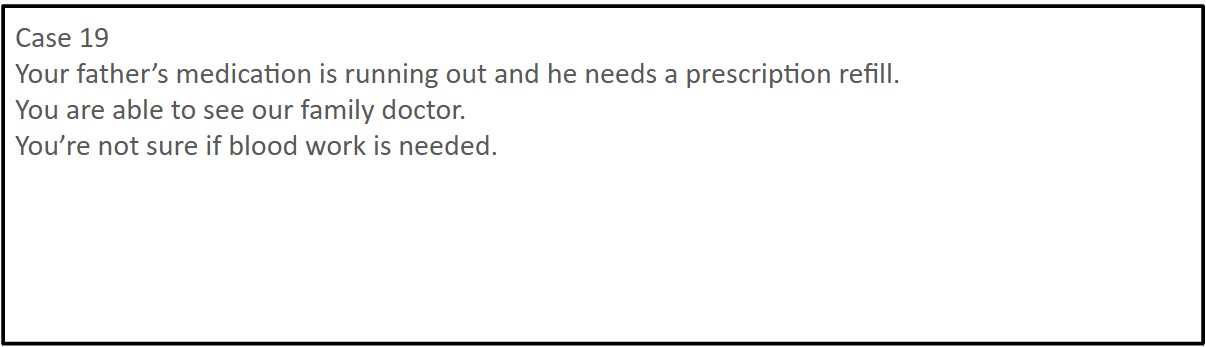 Case 19
Your father’s medication is running out and he needs a prescription refill.
You are able to see our family doctor.
You’re not sure if blood work is needed.